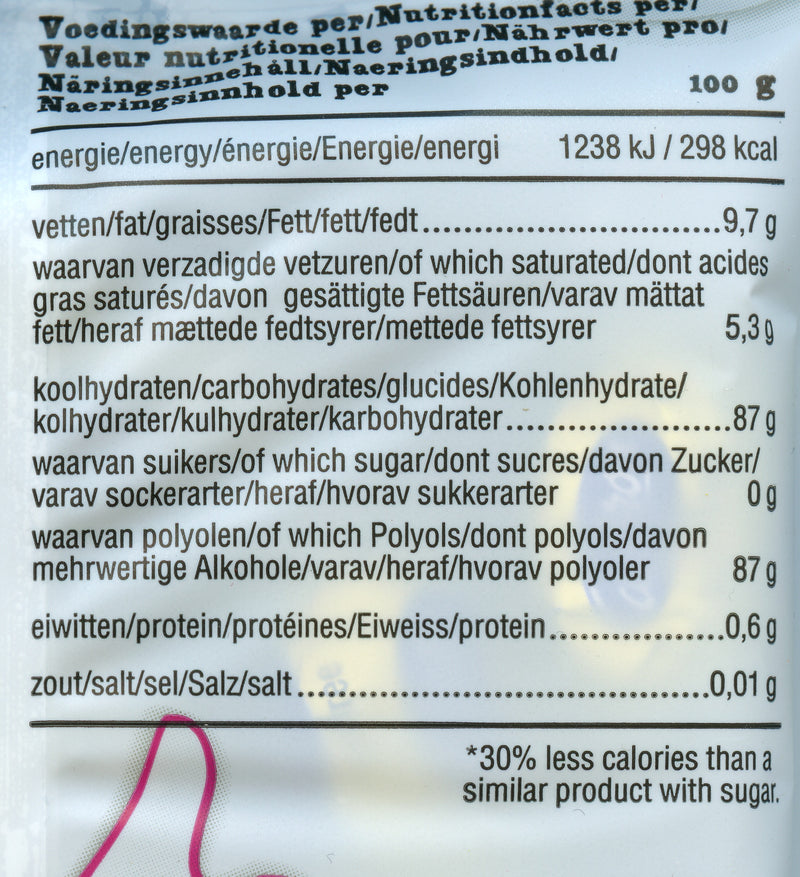 Voedingswaarde per/Nutritionfacts per/
Valeur nutritionelle pour/Nährwert pro/
Näringsinnehåll/Naeringsindhold/
Naeringsinnhold per 100 g
energie/energy/énergie/Energie/energi 1238 kJ / 298 kcal
vetten/fat/graisses/Fett/fett/fedt..............................9,7 g
waarvan verzadigde vetzuren/of which saturated/dont acides
gras saturés/davon gesättigte Fettsäuren/varav mättat
fett/heraf mættede fedtsyrer/mettede fettsyrer 5,3 g
koolhydraten/carbohydrates/glucides/Kohlenhydrate/
kolhydrater/kulhydrater/karbohydrater.......................87 g
waarvan suikers/of which sugar/dont sucres/davon Zucker/
varav sockerarter/heraf/hvorav sukkerarter 0 g
waarvan polyolen/of which Polyols/dont polyols/davon
mehrwertige Alkohole/varav/heraf/hvorav polyoler 87 g
eiwitten/protein/protéines/Eiweiss/protein.................0,6 g
zout/salt/sel/Salz/salt.........................................0,01 g
*30% less calories than a
similar product with sugar.